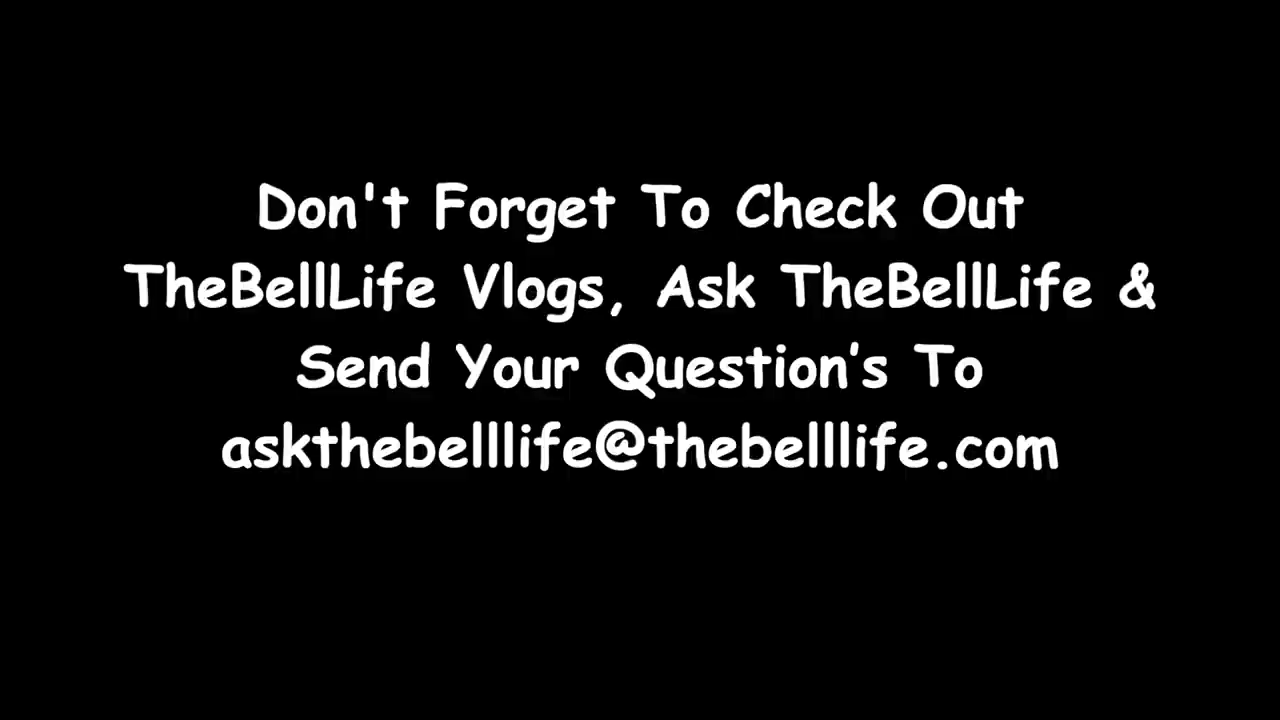 Don't Forget To Check Out
TheBellLife Vlogs, Ask TheBellLife &
Send Your Question’s To
askthebelllife@thebelllife.com